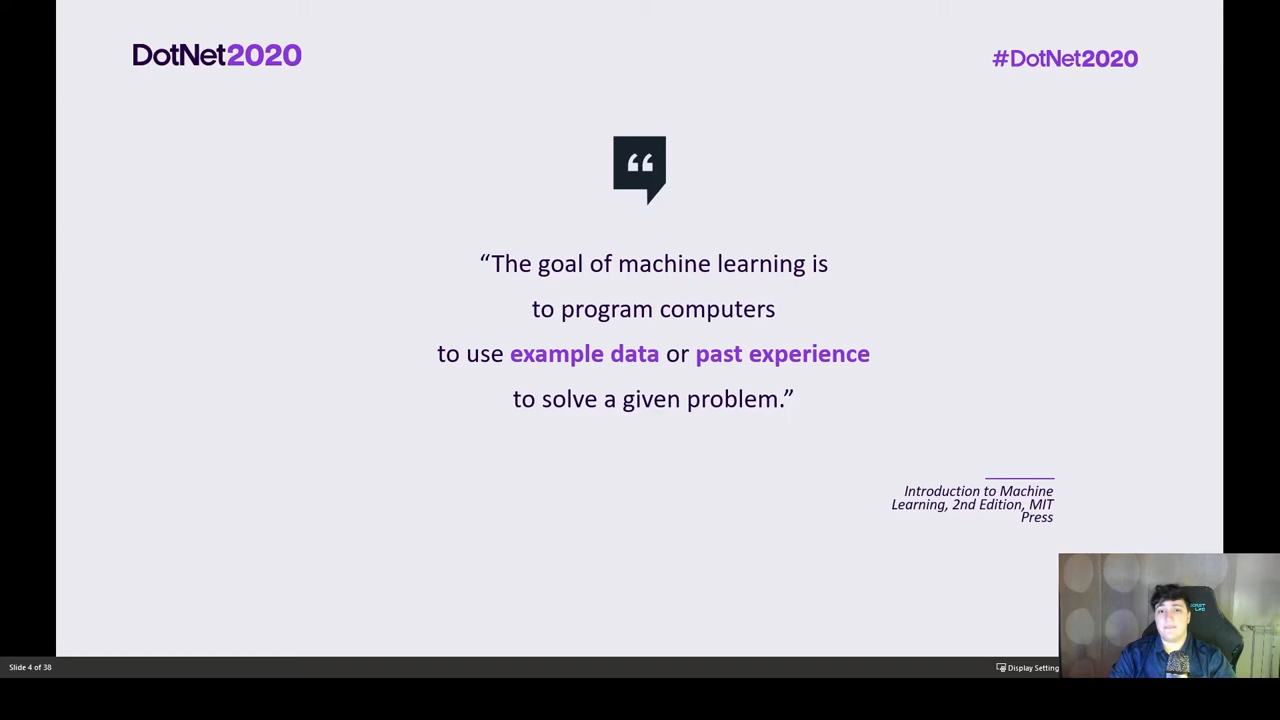 DotNet2020
#DotNet2020
“
“The goal of machine learning is
to program computers
to use example data or past experience
to solve a given problem.”
Introduction to Machine
Learning, 2nd Edition, MIT
Press
Slide 4 of 38
Display Setting